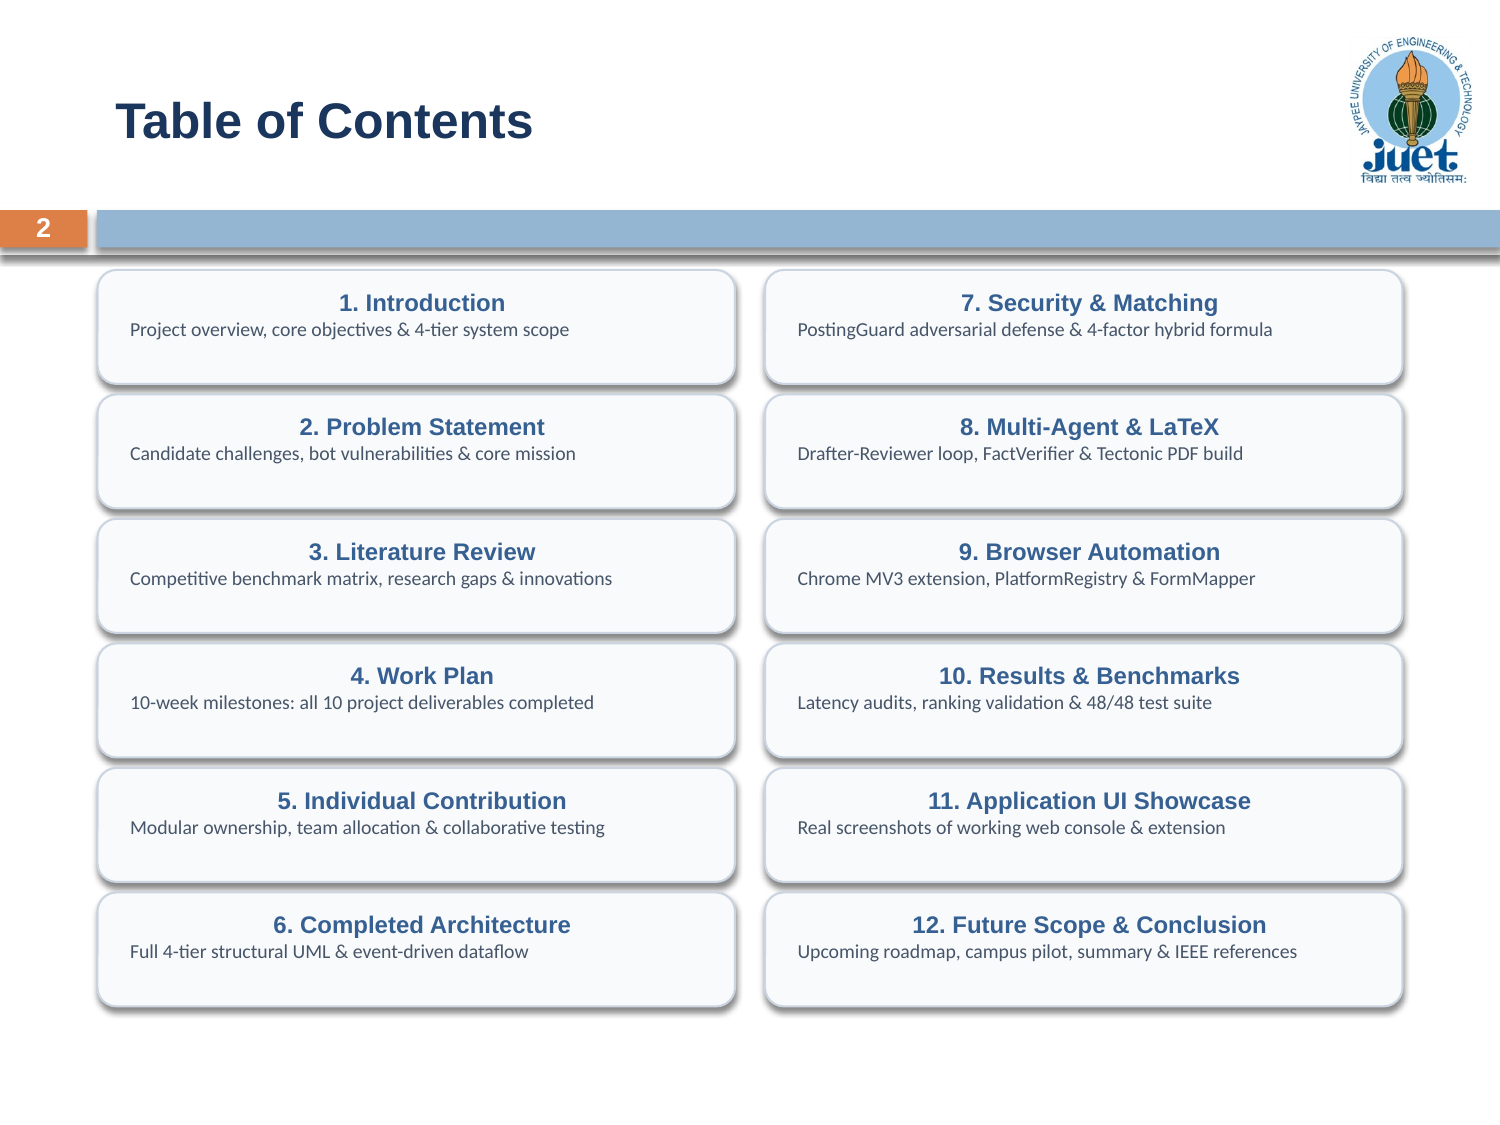 Table of Contents
JAYPEE UNIVERSITY OF ENGINEERING & TECHNOLOGY
juet
विद्या तत्व ज्योतिसम:
2
1. Introduction
Project overview, core objectives & 4-tier system scope
2. Problem Statement
Candidate challenges, bot vulnerabilities & core mission
3. Literature Review
Competitive benchmark matrix, research gaps & innovations
4. Work Plan
10-week milestones: all 10 project deliverables completed
5. Individual Contribution
Modular ownership, team allocation & collaborative testing
6. Completed Architecture
Full 4-tier structural UML & event-driven dataflow
7. Security & Matching
PostingGuard adversarial defense & 4-factor hybrid formula
8. Multi-Agent & LaTeX
Drafter-Reviewer loop, FactVerifier & Tectonic PDF build
9. Browser Automation
Chrome MV3 extension, PlatformRegistry & FormMapper
10. Results & Benchmarks
Latency audits, ranking validation & 48/48 test suite
11. Application UI Showcase
Real screenshots of working web console & extension
12. Future Scope & Conclusion
Upcoming roadmap, campus pilot, summary & IEEE references